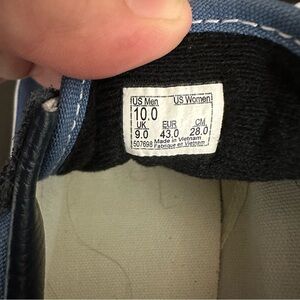 US Men US Women
10.0
UK EUR CM
9.0 43.0 28.0
507698 Made in Vietnam
Fabriqué en Vietnam